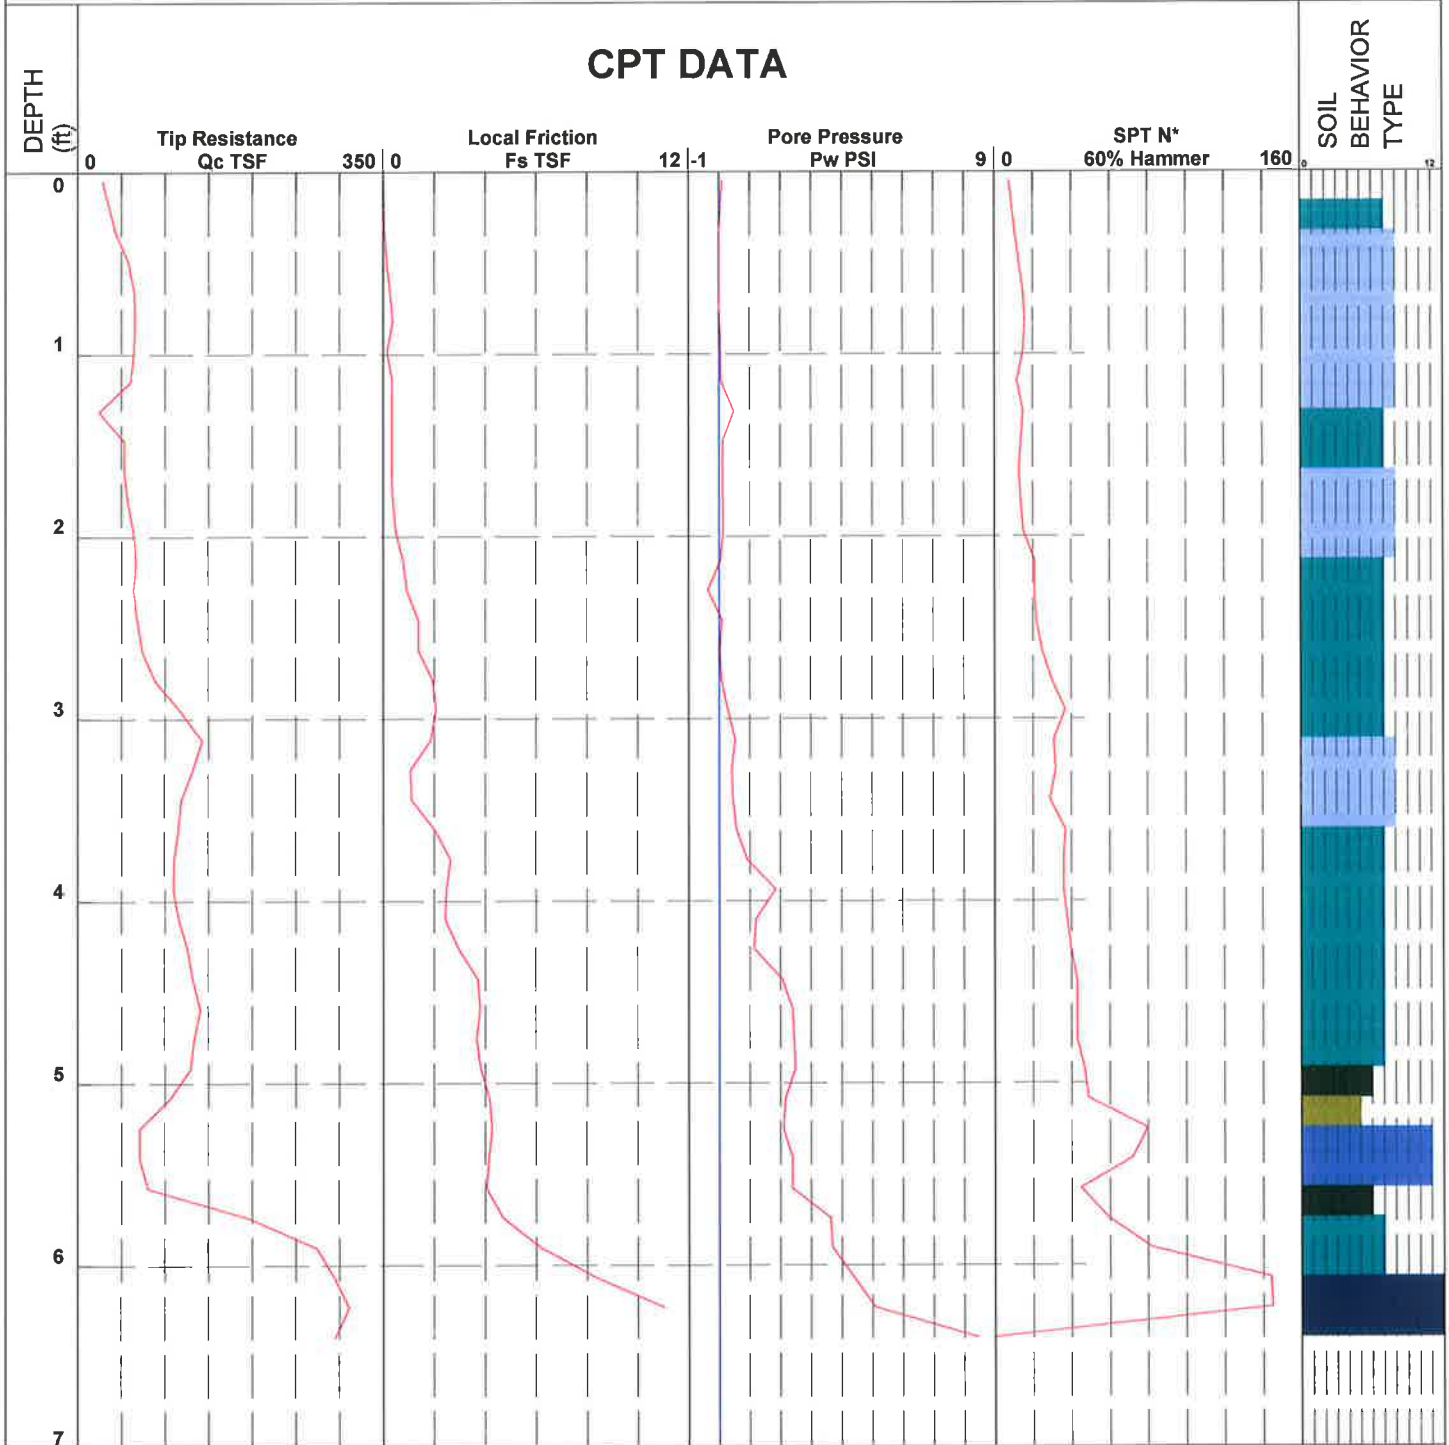 CPT DATA
DEPTH
(ft)
SOIL
BEHAVIOR
TYPE
Tip Resistance
Local Friction
Pore Pressure
SPT N*
0 Qc TSF 350
0 Fs TSF 12
-1 Pw PSI 9
0 60% Hammer 160
0 12
0
1
2
3
4
5
6
7